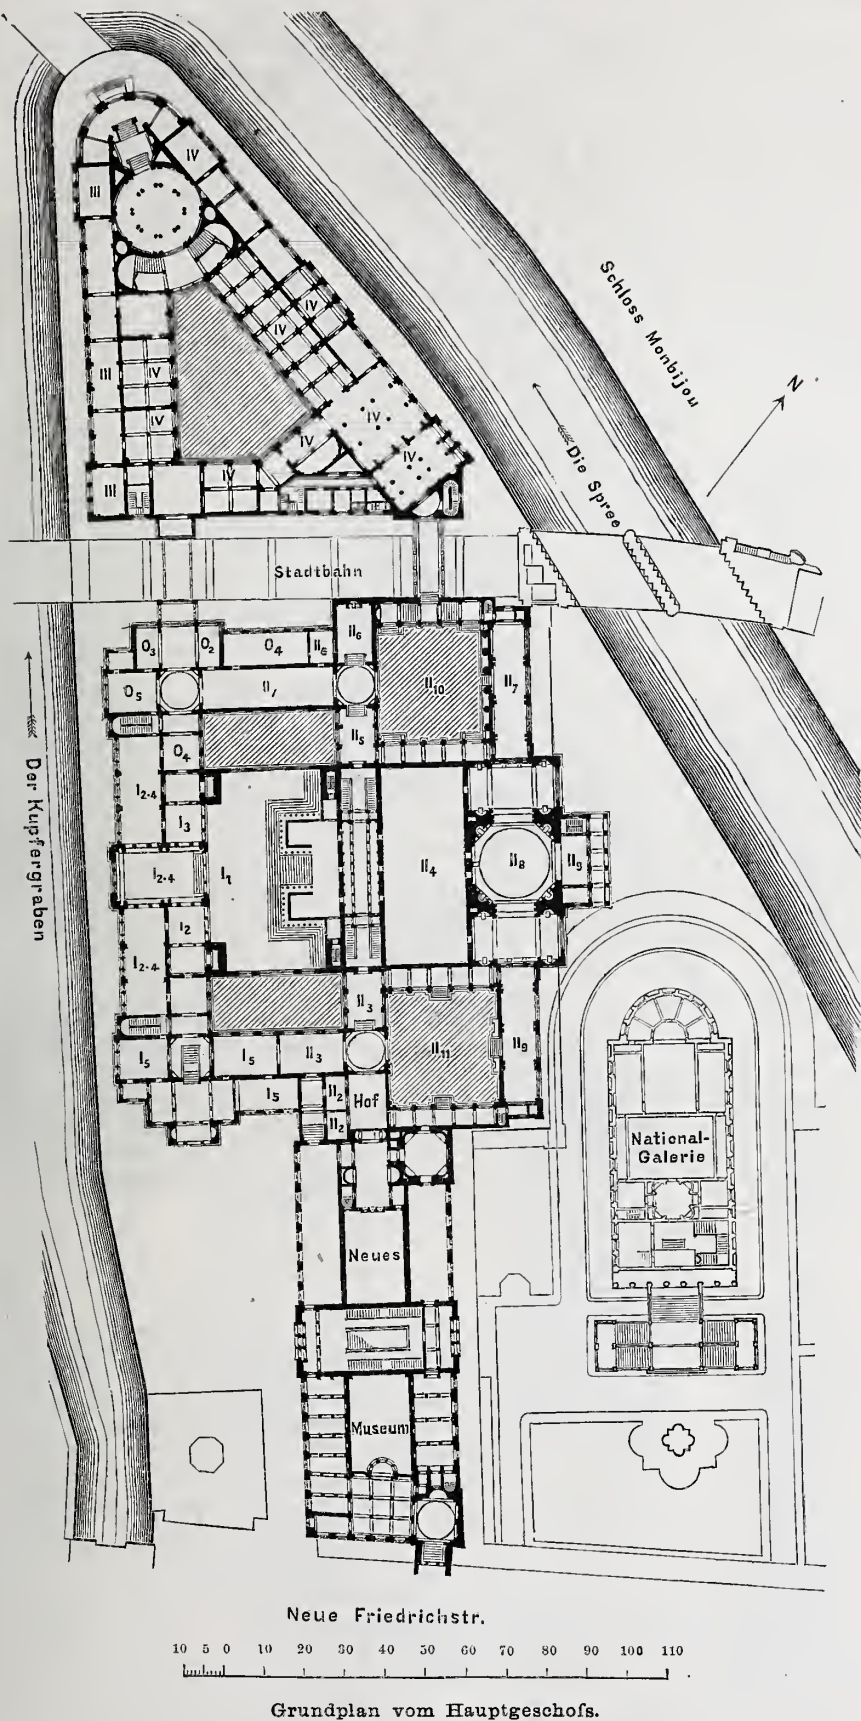 IV
III
Schloss Monbijou
IV
IV
N
III
IV
IV
IV
Die Spree
IV
IV
III
IV
Stadtbahn
O3
O2
O4
II6
II6
O5
II10
II7
II5
O4
Der Kupfergraben
I2-4
I3
I2-4
I1
II4
II8
II9
I2
I2-4
II3
I5
I5
II3
II11
II9
I5
II2
Hof
II2
National-
Galerie
Neues
Museum
Neue Friedrichstr.
10 5 0 10 20 30 40 50 60 70 80 90 100 110
Grundplan vom Hauptgeschofs.